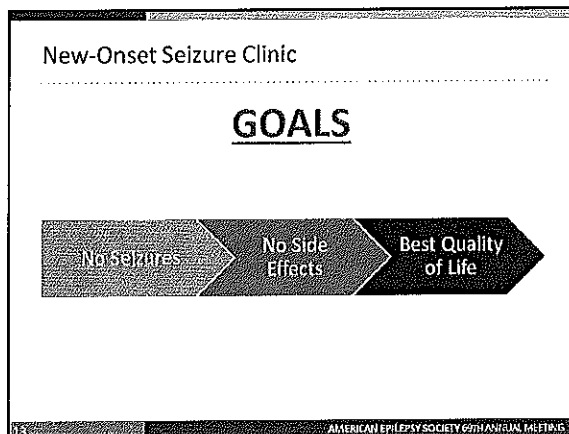 New-Onset Seizure Clinic
GOALS
No Seizures
No Side
Effects
Best Quality
of Life
13
AMERICAN EPILEPSY SOCIETY 69TH ANNUAL MEETING